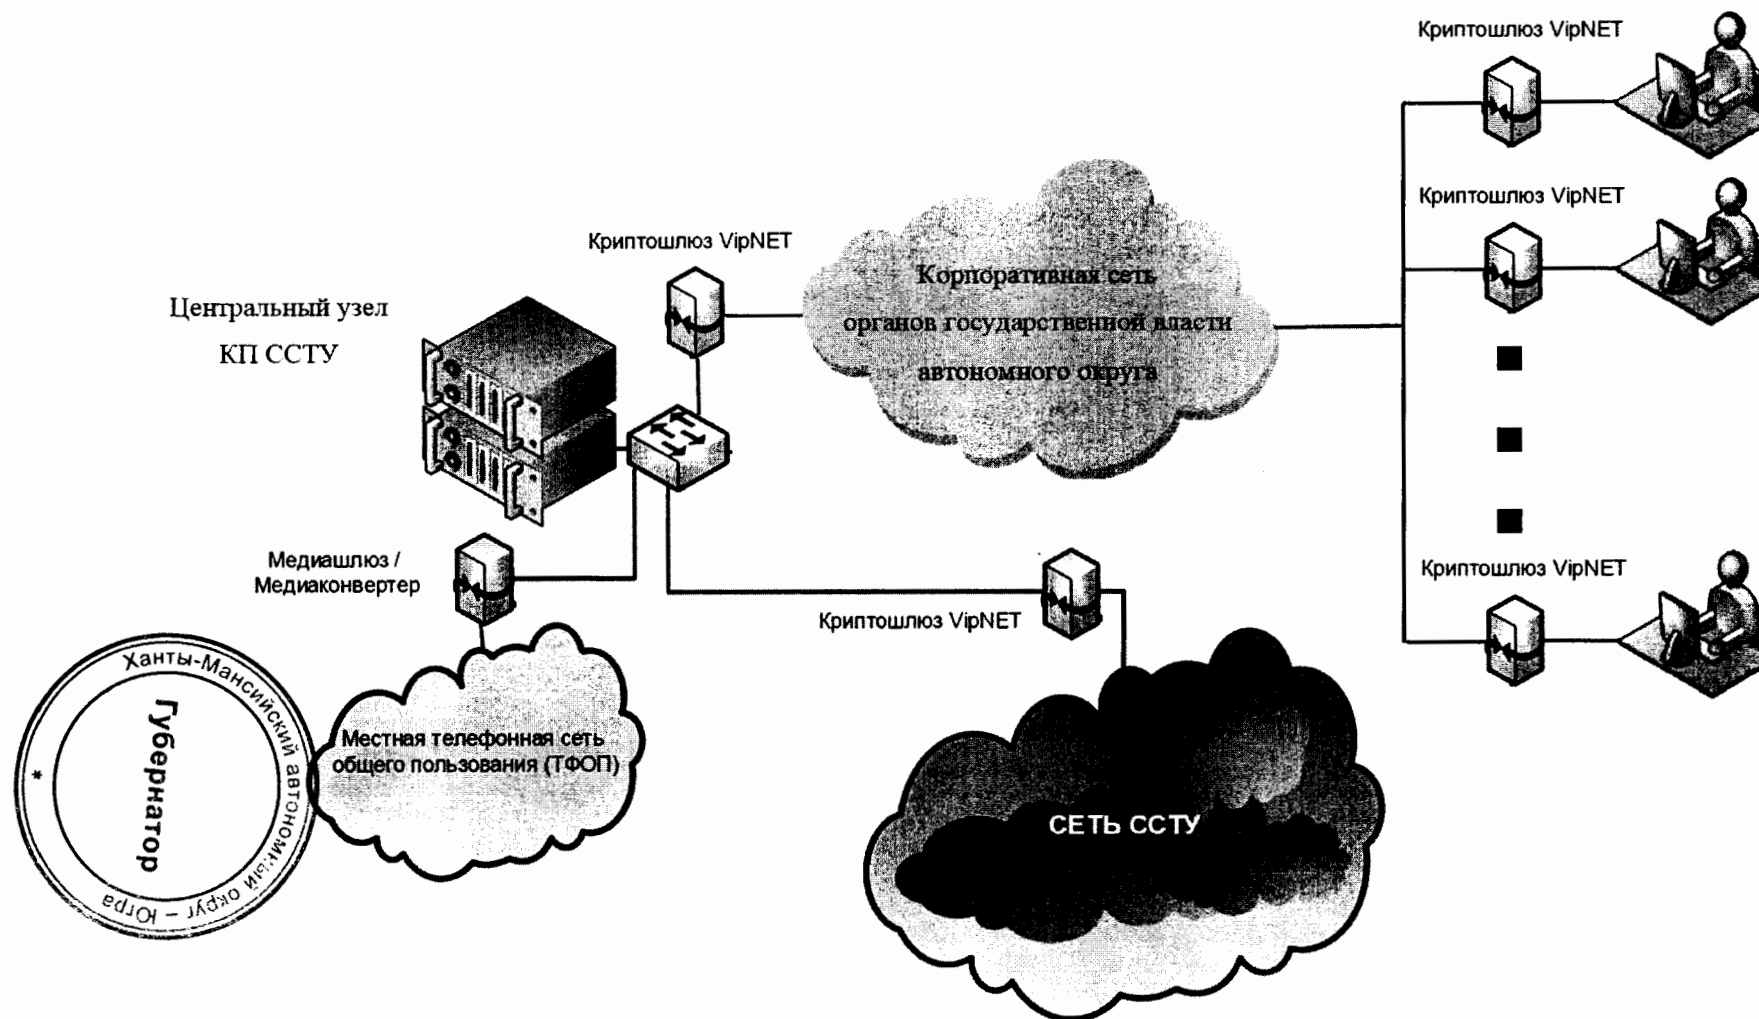 Криптошлюз VipNET
Криптошлюз VipNET
Криптошлюз VipNET
Корпоративная сеть
органов государственной власти
автономного округа
Центральный узел
КП ССТУ
Медиашлюз /
Медиаконвертер
Криптошлюз VipNET
Криптошлюз VipNET
Местная телефонная сеть
общего пользования (ТФОП)
СЕТЬ ССТУ
Ханты-Мансийский автономный округ – Югра
*
Губернатор